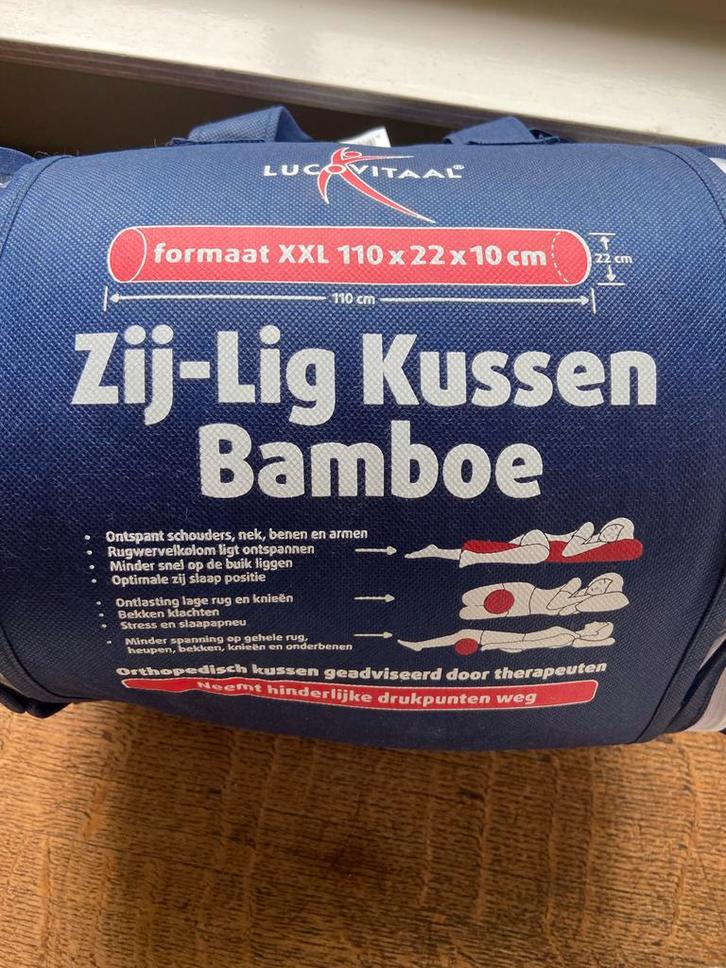 LUCOVITAAL®
formaat XXL 110 x 22 x 10 cm
22 cm
110 cm
Zij-Lig Kussen
Bamboe
• Ontspant schouders, nek, benen en armen
• Rugwervelkolom ligt ontspannen
• Minder snel op de buik liggen
• Optimale zij slaap positie
• Ontlasting lage rug en knieën
• Bekken klachten
• Stress en slaapapneu
• Minder spanning op gehele rug,
heupen, bekken, knieën en onderbenen
Orthopedisch kussen geadviseerd door therapeuten
Neemt hinderlijke drukpunten weg